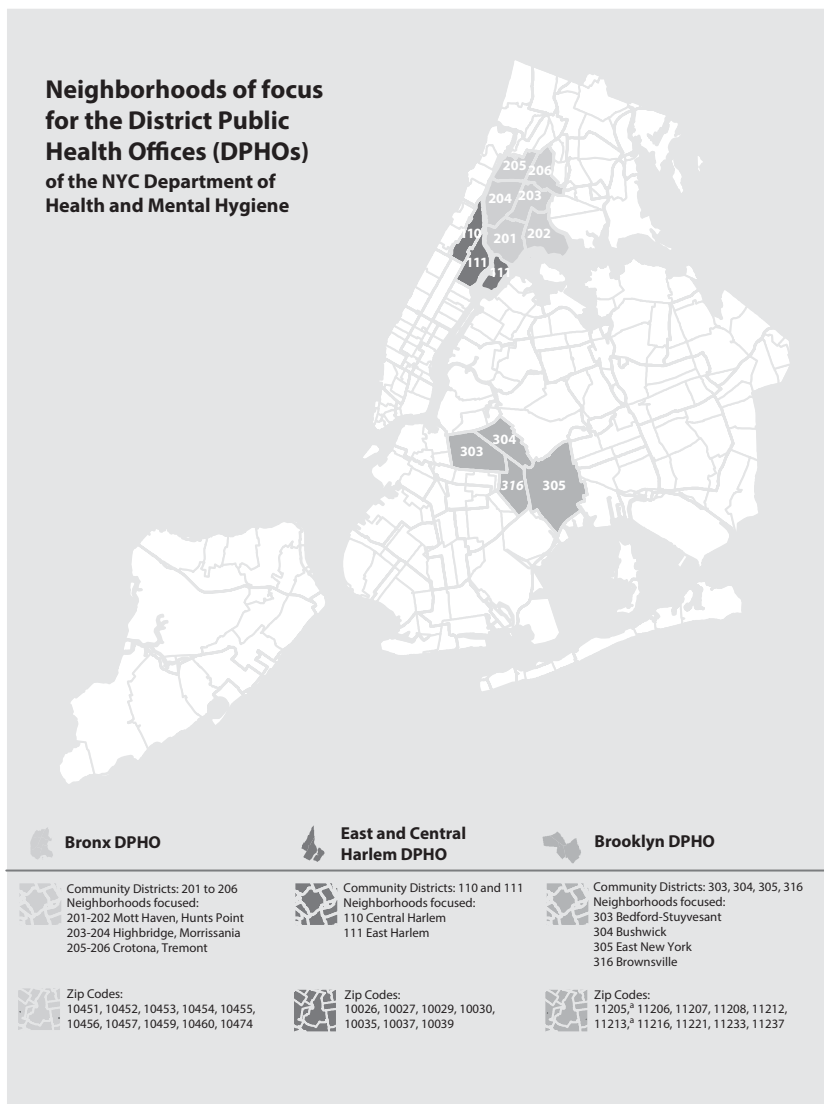 Neighborhoods of focus
for the District Public
Health Offices (DPHOs)
of the NYC Department of
Health and Mental Hygiene
205
206
204
203
110
201
202
111
111
304
303
316
305
Bronx DPHO
Community Districts: 201 to 206
Neighborhoods focused:
201-202 Mott Haven, Hunts Point
203-204 Highbridge, Morrissania
205-206 Crotona, Tremont
Zip Codes:
10451, 10452, 10453, 10454, 10455,
10456, 10457, 10459, 10460, 10474
East and Central
Harlem DPHO
Community Districts: 110 and 111
Neighborhoods focused:
110 Central Harlem
111 East Harlem
Zip Codes:
10026, 10027, 10029, 10030,
10035, 10037, 10039
Brooklyn DPHO
Community Districts: 303, 304, 305, 316
Neighborhoods focused:
303 Bedford-Stuyvesant
304 Bushwick
305 East New York
316 Brownsville
Zip Codes:
11205,ª 11206, 11207, 11208, 11212,
11213,ª 11216, 11221, 11233, 11237